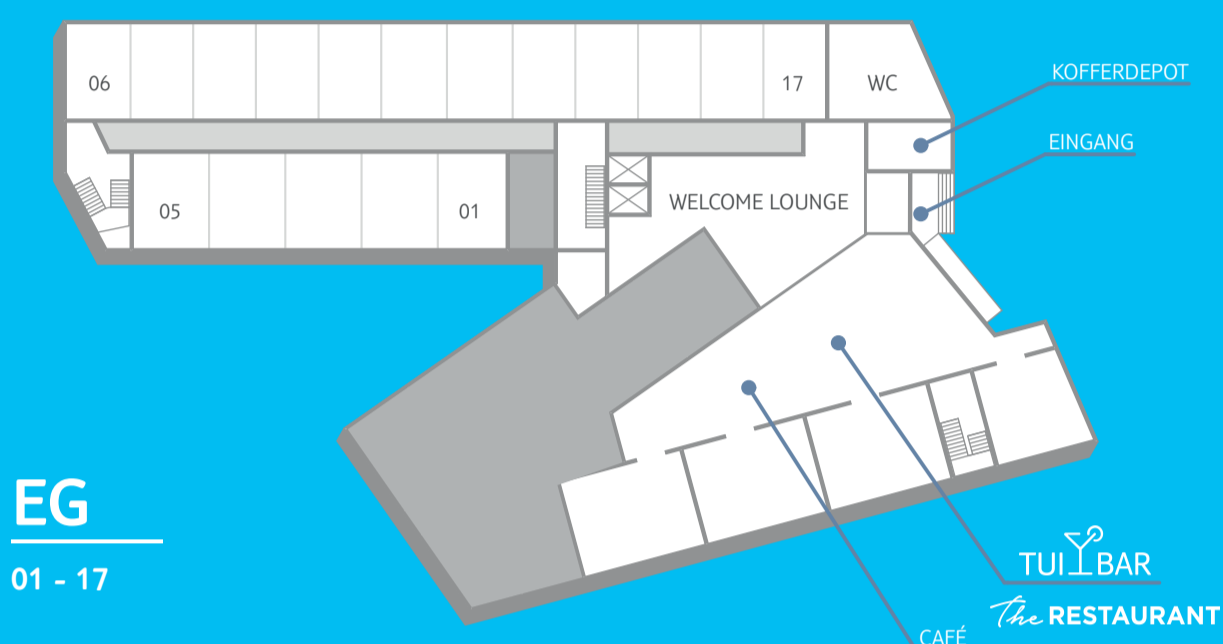 06
17
WC
KOFFERDEPOT
EINGANG
05
01
WELCOME LOUNGE
EG
01 - 17
TUI BAR
The RESTAURANT
CAFÉ